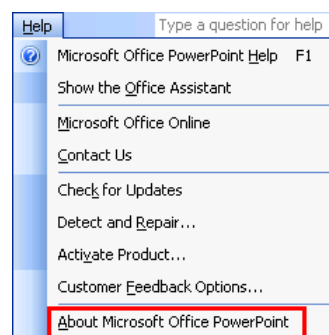 Help Type a question for help
Microsoft Office PowerPoint Help F1
Show the Office Assistant
Microsoft Office Online
Contact Us
Check for Updates
Detect and Repair...
Activate Product...
Customer Feedback Options...
About Microsoft Office PowerPoint